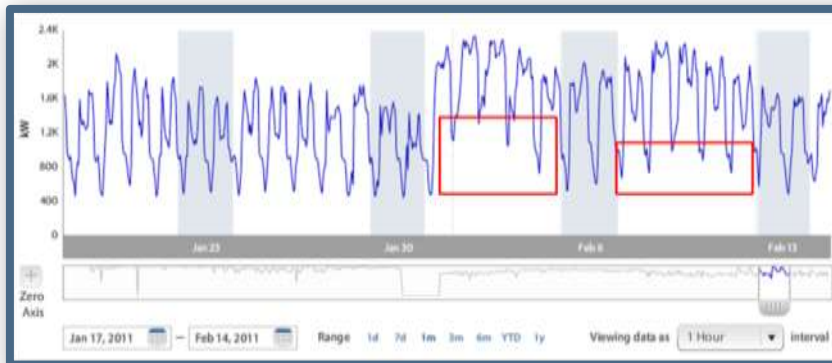 2.4K
2K
1.6K
1.2K
800
400
0
kW
Jan 23 Jan 30 Feb 6 Feb 13
+
Zero
Axis
Jan 17, 2011 — Feb 14, 2011 Range 1d 7d 1m 3m 6m YTD 1y Viewing data as 1 Hour interval